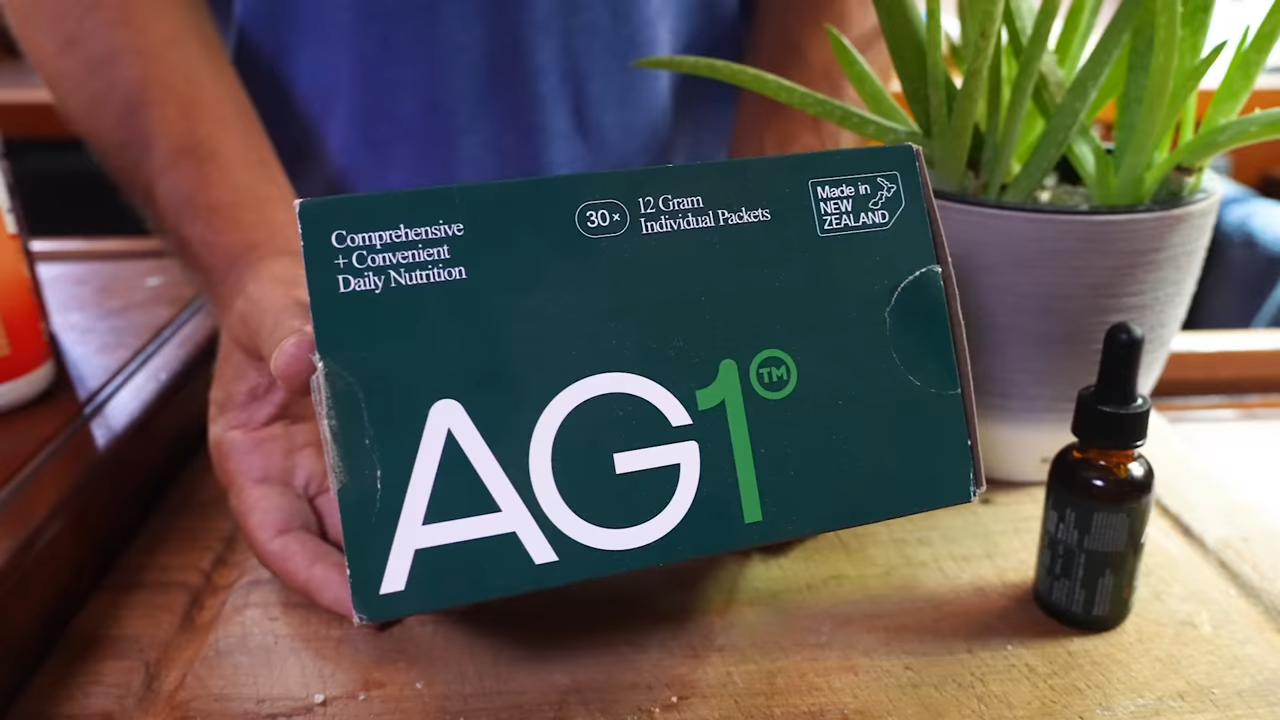 Comprehensive
+ Convenient
Daily Nutrition
30×
12 Gram
Individual Packets
Made in
NEW
ZEALAND
AG1
TM